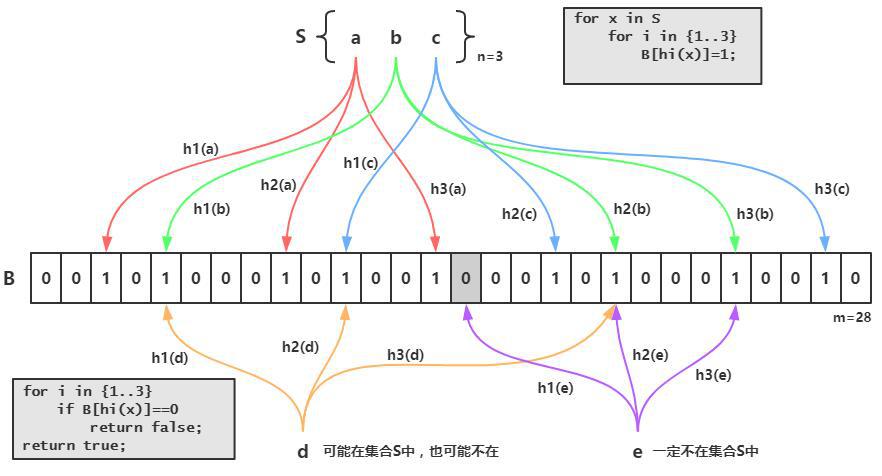 S { a b c } n=3
for x in S
for i in {1..3}
B[hi(x)]=1;
h1(a)
h2(a)
h1(c)
h3(a)
h1(b)
h2(c)
h2(b)
h3(b)
h3(c)
B 0 0 1 0 1 0 0 0 1 0 1 0 0 1 0 0 0 1 0 1 0 0 0 1 0 0 1 0
m=28
h1(d)
h2(d)
h3(d)
h1(e)
h2(e)
h3(e)
for i in {1..3}
if B[hi(x)]==0
return false;
return true;
d 可能在集合S中，也可能不在
e 一定不在集合S中